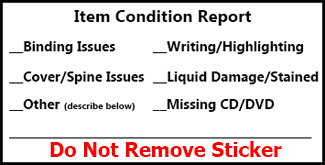 Item Condition Report
__Binding Issues __Writing/Highlighting
__Cover/Spine Issues __Liquid Damage/Stained
__Other (describe below) __Missing CD/DVD
Do Not Remove Sticker